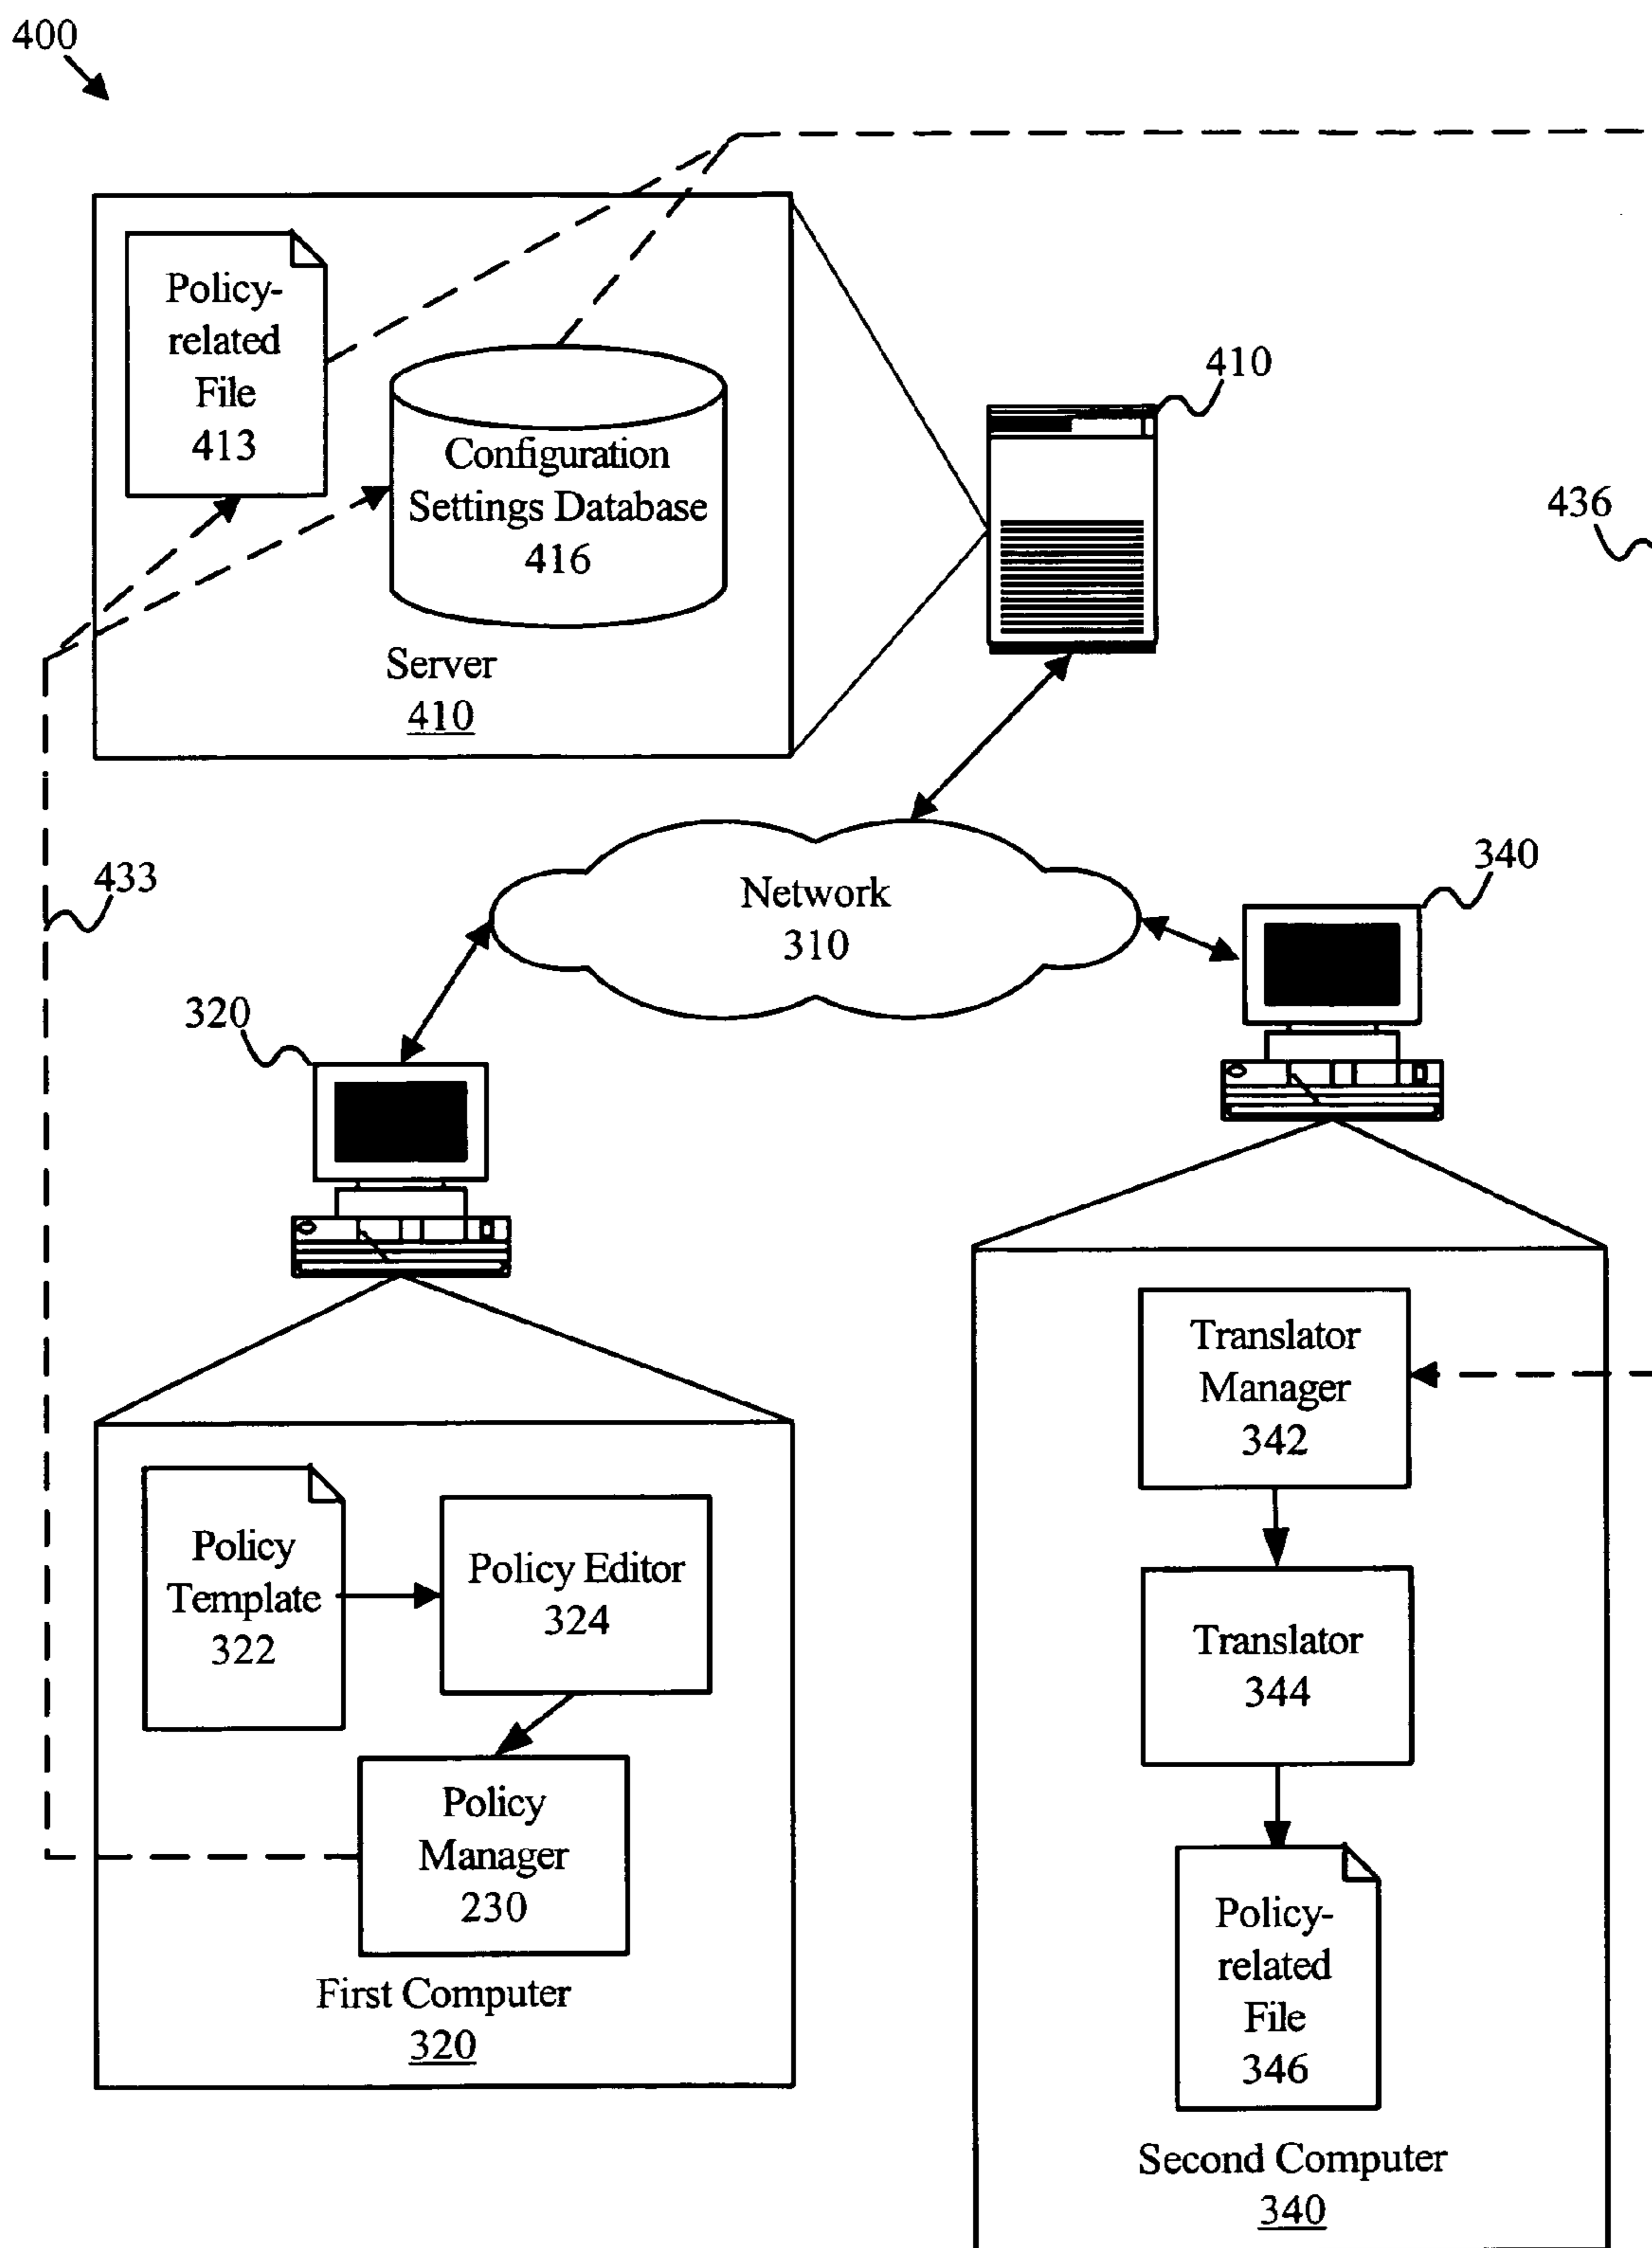 400
Policy-
related
File
413
Configuration
Settings Database
416
Server
410
410
436
Network
310
433
340
320
Translator
Manager
342
Policy
Template
322
Policy Editor
324
Translator
344
Policy
Manager
230
First Computer
320
Policy-
related
File
346
Second Computer
340